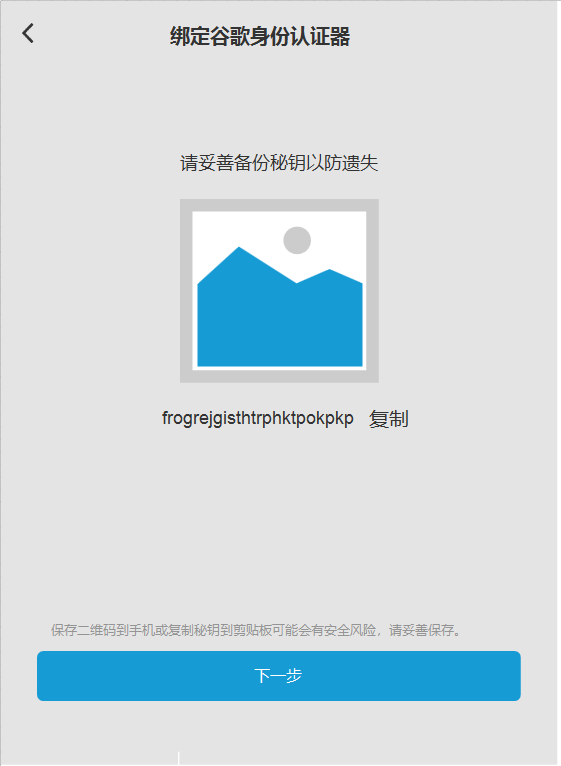 绑定谷歌身份认证器
请妥善备份秘钥以防遗失
frogrejgisthtrphktpokpkp 复制
保存二维码到手机或复制秘钥到剪贴板可能会有安全风险，请妥善保存。
下一步